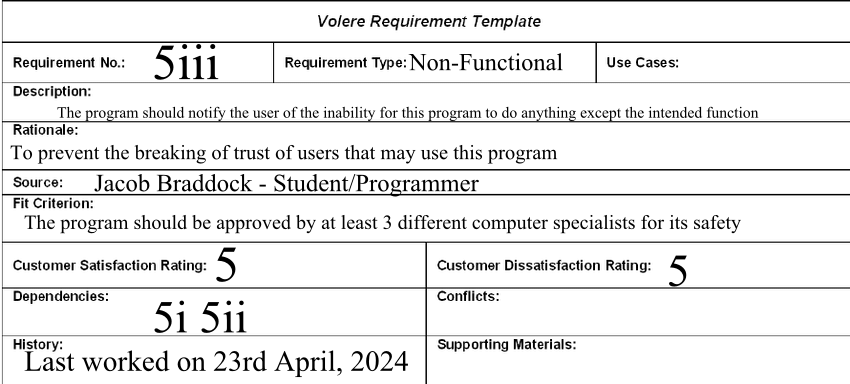 Volere Requirement Template
Requirement No.: 5iii Requirement Type: Non-Functional Use Cases:
Description:
The program should notify the user of the inability for this program to do anything except the intended function
Rationale:
To prevent the breaking of trust of users that may use this program
Source: Jacob Braddock - Student/Programmer
Fit Criterion:
The program should be approved by at least 3 different computer specialists for its safety
Customer Satisfaction Rating: 5 Customer Dissatisfaction Rating: 5
Dependencies: Conflicts:
5i 5ii
History: Supporting Materials:
Last worked on 23rd April, 2024